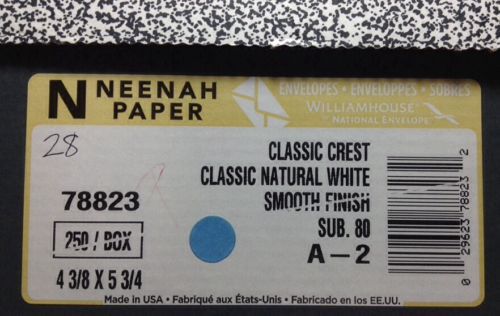 N NEENAH PAPER
ENVELOPES • ENVELOPPES • SOBRES
WILLIAMHOUSE®
BY NATIONAL ENVELOPE
28
CLASSIC CREST
CLASSIC NATURAL WHITE
78823
SMOOTH FINISH
250 / BOX
SUB. 80
A-2
4 3/8 X 5 3/4
0 29623 78823 2
Made in USA • Fabriqué aux États-Unis • Fabricado en los EE.UU.